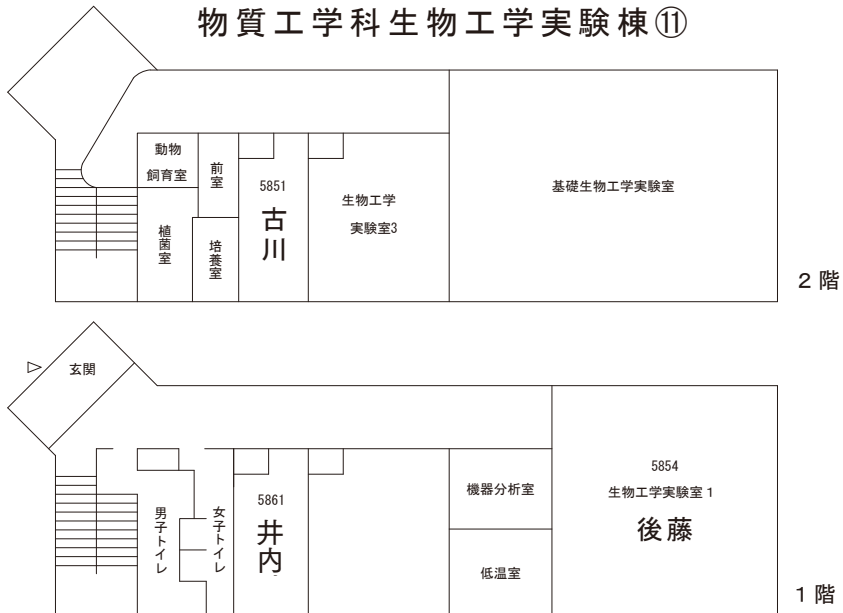 物質工学科生物工学実験棟⑪
動物
飼育室
前室
植菌室
培養室
5851
古川
生物工学
実験室3
基礎生物工学実験室
2階
玄関
男子トイレ
女子トイレ
5861
井内
機器分析室
低温室
5854
生物工学実験室1
後藤
1階